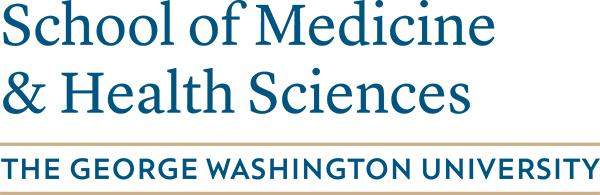 School of Medicine
& Health Sciences
THE GEORGE WASHINGTON UNIVERSITY